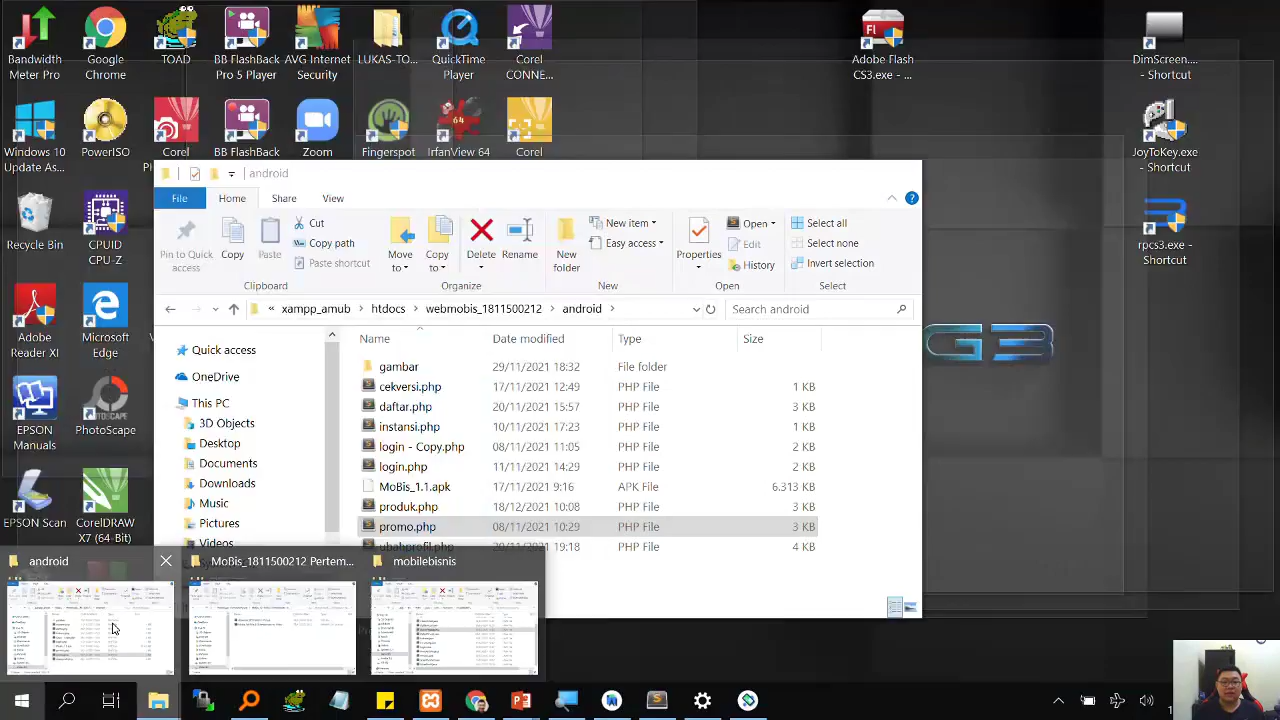 Bandwidth Meter Pro
Google Chrome
TOAD
BB FlashBack Pro 5 Player
AVG Internet Security
LUKAS-TO...
QuickTime Player
Corel CONNE...
Adobe Flash CS3.exe - ...
DimScreen... - Shortcut
Windows 10 Update As...
PowerISO
Corel
BB FlashBack
Zoom
Fingerspot
64
IrfanView 64
Corel
JoyToKey.exe - Shortcut
Recycle Bin
CPUID CPU-Z
rpcs3.exe - Shortcut
Adobe Reader XI
Microsoft Edge
EPSON Manuals
PhotoScape
EPSON Scan
CorelDRAW X7 (64-Bit)
G3
android
File
Home
Share
View
Pin to Quick access
Copy
Paste
Cut
Copy path
Paste shortcut
Clipboard
Move to
Copy to
Delete
Rename
Organize
New folder
New item
Easy access
New
Properties
Open
Edit
History
Open
Select all
Select none
Invert selection
Select
« xampp_amub > htdocs > webmobis_1811500212 > android >
Search android
Quick access
OneDrive
This PC
3D Objects
Desktop
Documents
Downloads
Music
Pictures
Videos
Name Date modified Type Size
gambar 29/11/2021 18:32 File folder
cekversi.php 17/11/2021 12:49 PHP File 1 KB
daftar.php 20/11/2021 15:57 PHP File 3 KB
instansi.php 10/11/2021 17:23 PHP File 1 KB
login - Copy.php 08/11/2021 11:05 PHP File 2 KB
login.php 11/11/2021 14:29 PHP File 2 KB
MoBis_1.1.apk 17/11/2021 9:16 APK File 6.313 KB
produk.php 18/12/2021 10:08 PHP File 3 KB
promo.php 08/11/2021 10:29 PHP File 3 KB
ubahprofil.php 20/11/2021 19:18 PHP File 4 KB
android
MoBis_1811500212 Pertem...
mobilebisnis